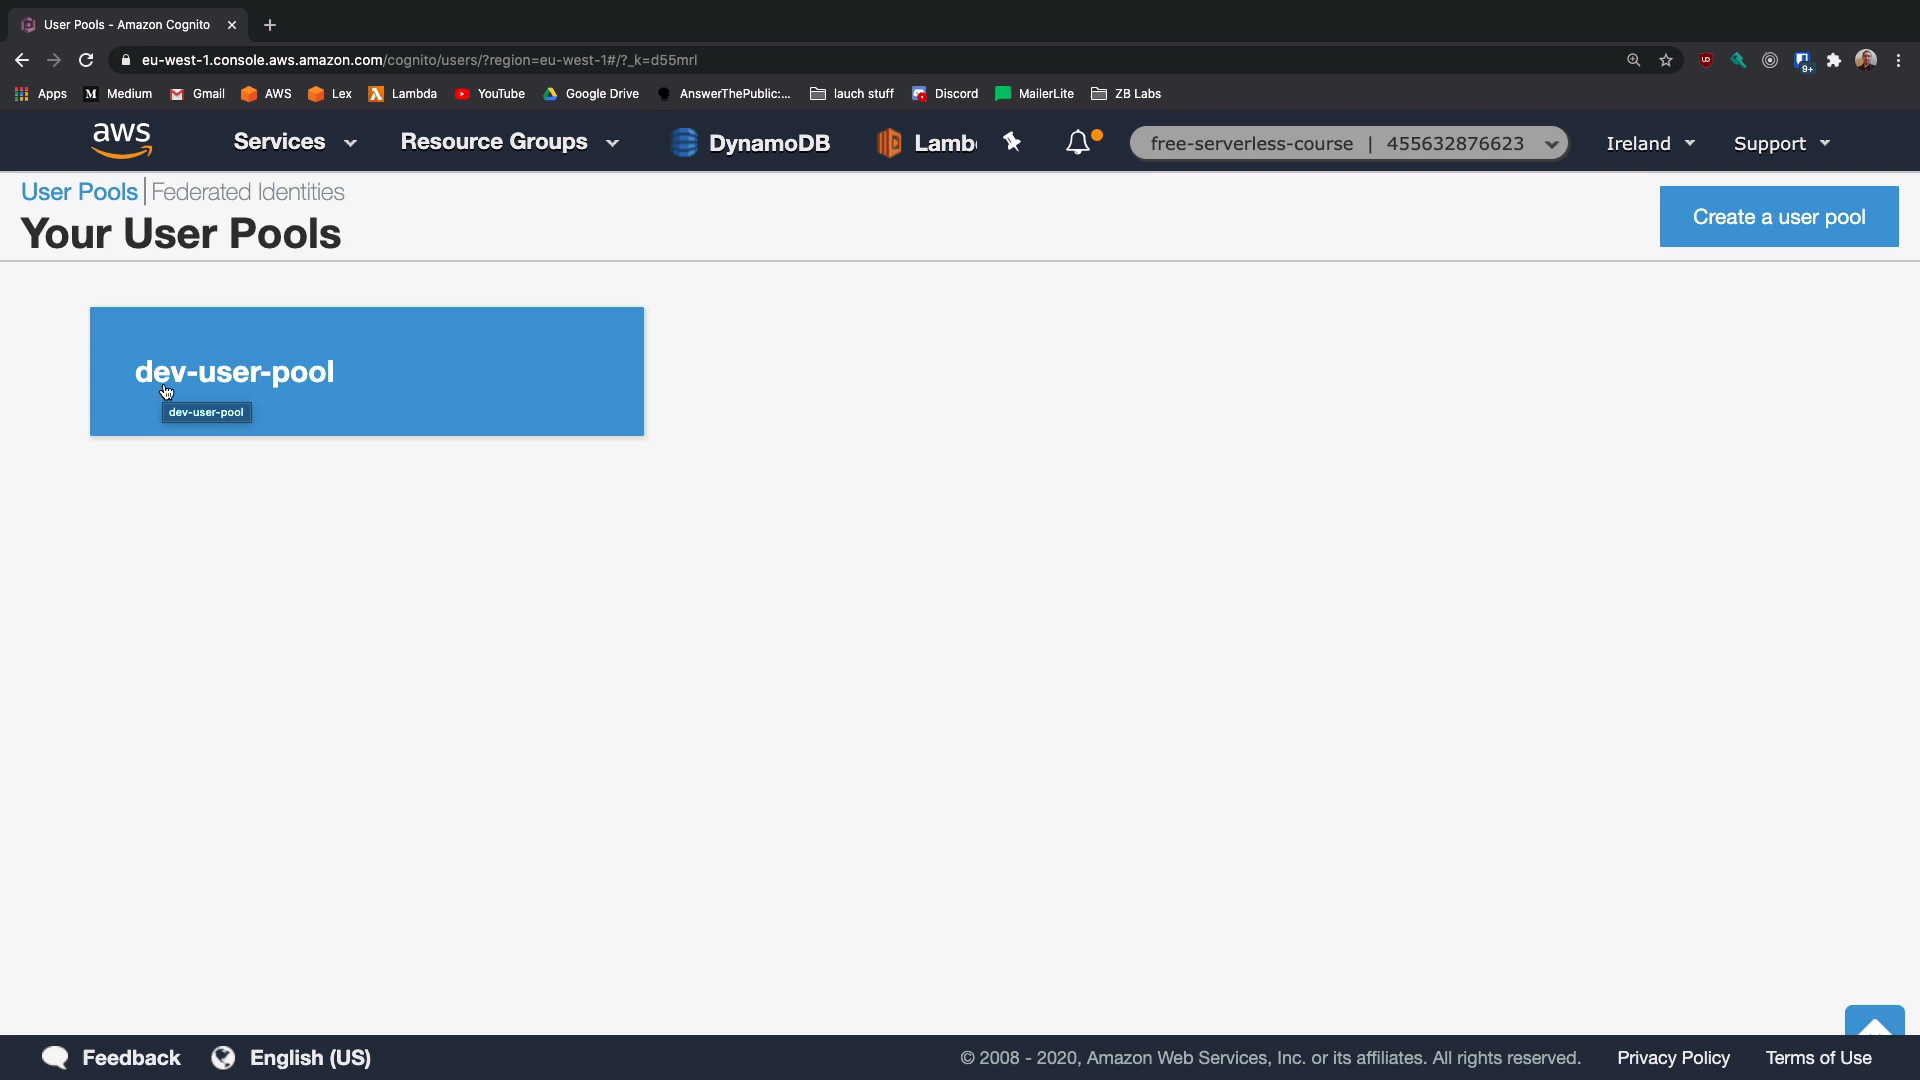 User Pools - Amazon Cognito
eu-west-1.console.aws.amazon.com/cognito/users/?region=eu-west-1#/?_k=d55mrl
Apps Medium Gmail AWS Lex Lambda YouTube Google Drive AnswerThePublic:... lauch stuff Discord MailerLite ZB Labs
aws Services Resource Groups DynamoDB Lamb free-serverless-course | 455632876623 Ireland Support
User Pools | Federated Identities
Your User Pools
Create a user pool
dev-user-pool
dev-user-pool
Feedback English (US) © 2008 - 2020, Amazon Web Services, Inc. or its affiliates. All rights reserved. Privacy Policy Terms of Use